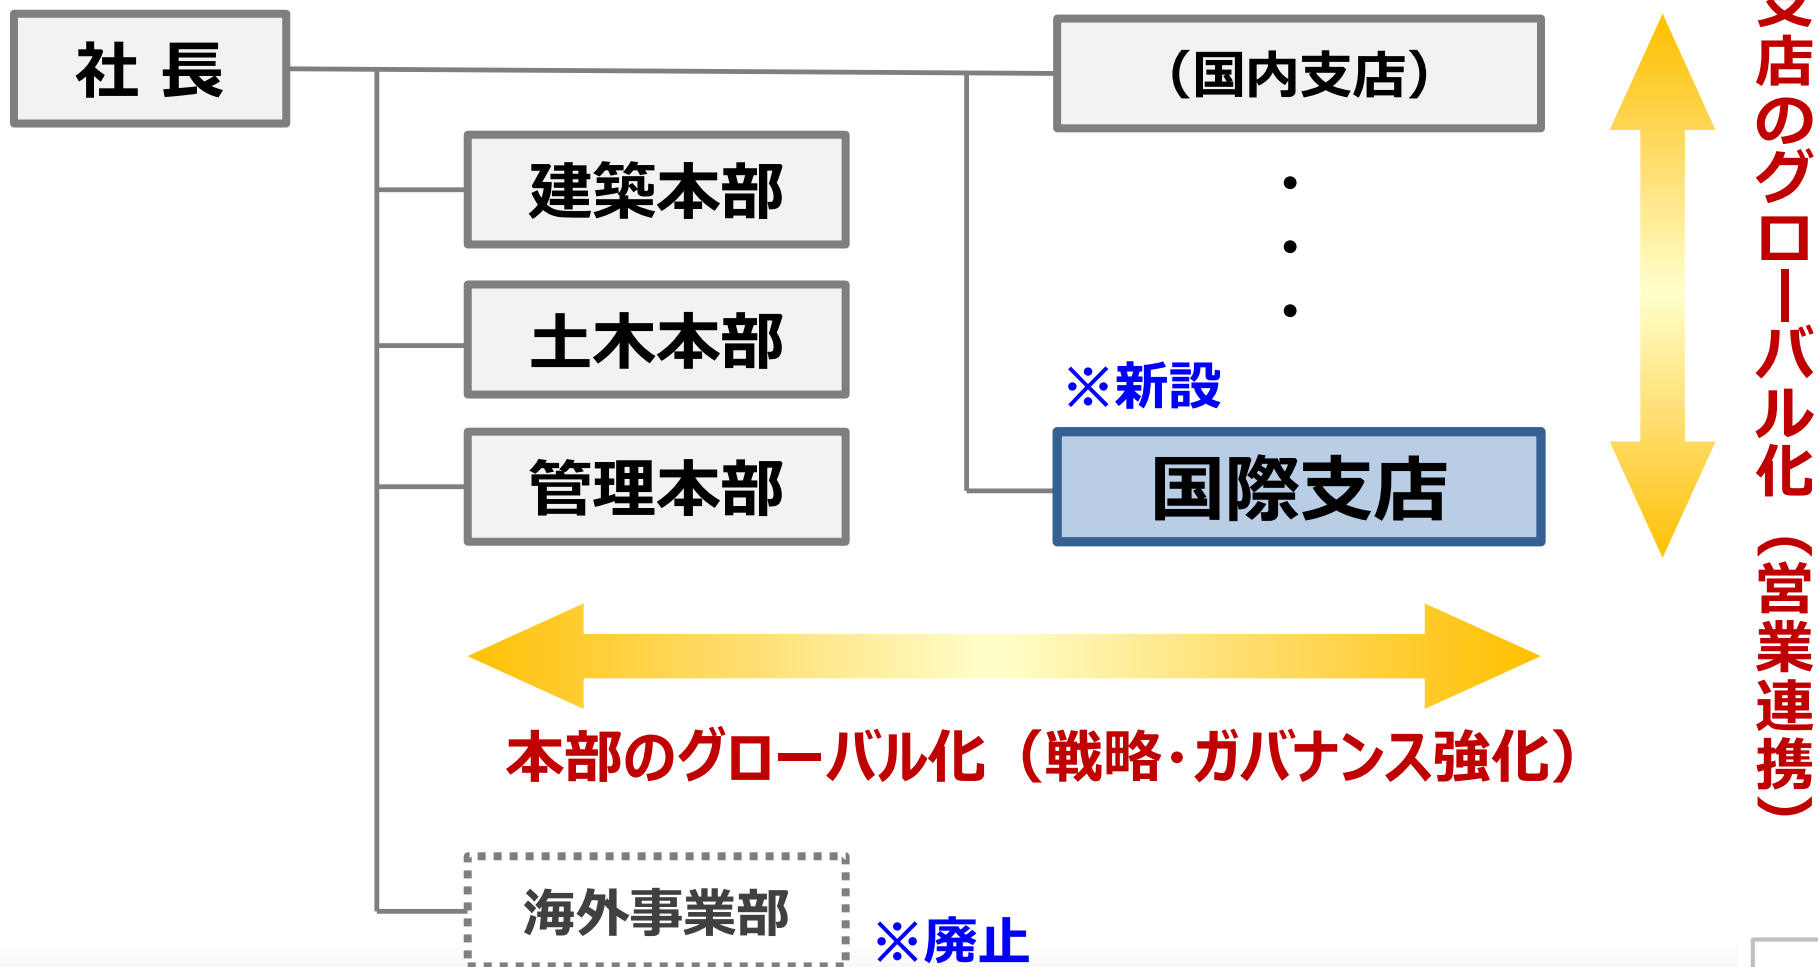 社 長
（国内支店）
建築本部
・
・
・
土木本部
※新設
管理本部
国際支店
本部のグローバル化（戦略・ガバナンス強化）
海外事業部
※廃止
支店のグローバル化（営業連携）